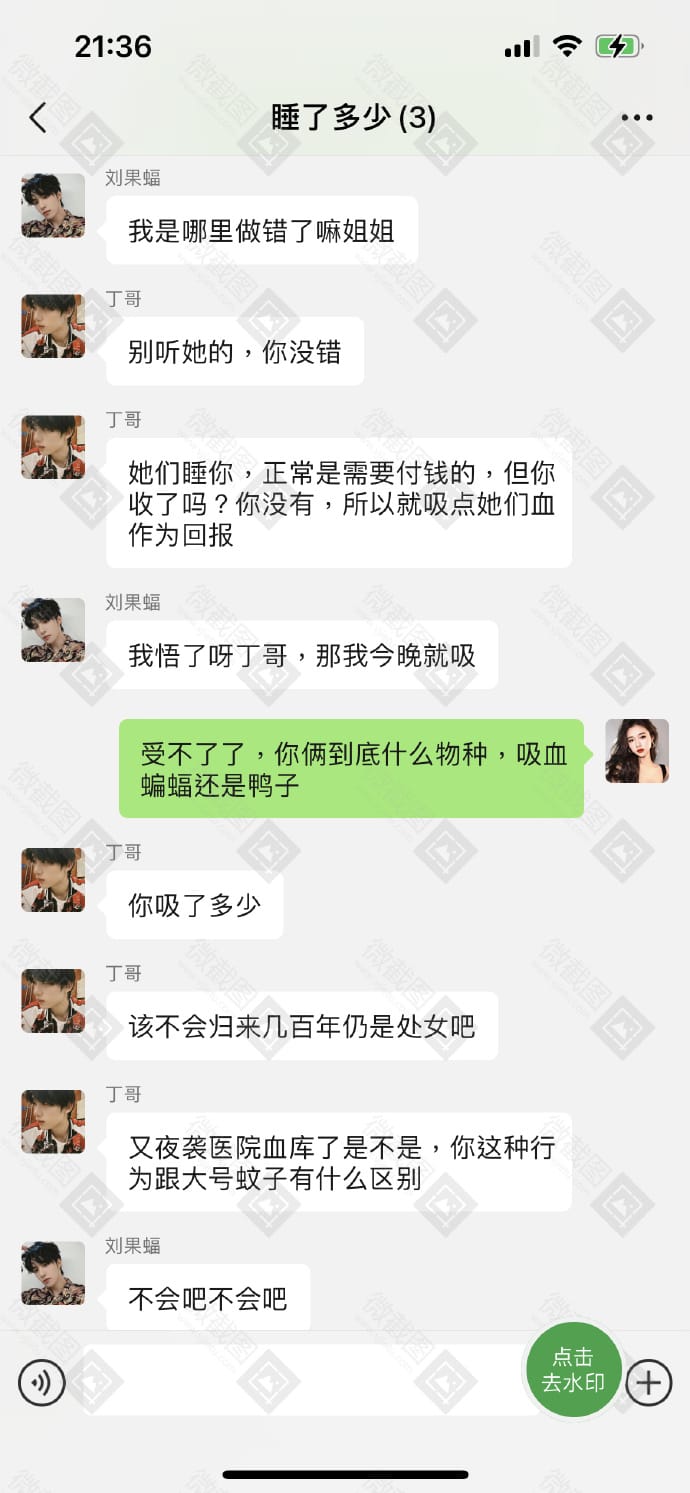 21:36
睡了多少(3)
刘果蝠
我是哪里做错了嘛姐姐
丁哥
别听她的，你没错
丁哥
她们睡你，正常是需要付钱的，但你
收了吗？你没有，所以就吸点她们血
作为回报
刘果蝠
我悟了呀丁哥，那我今晚就吸
受不了了，你俩到底什么物种，吸血
蝙蝠还是鸭子
丁哥
你吸了多少
丁哥
该不会归来几百年仍是处女吧
丁哥
又夜袭医院血库了是不是，你这种行
为跟大号蚊子有什么区别
刘果蝠
不会吧不会吧
点击
去水印
微截图